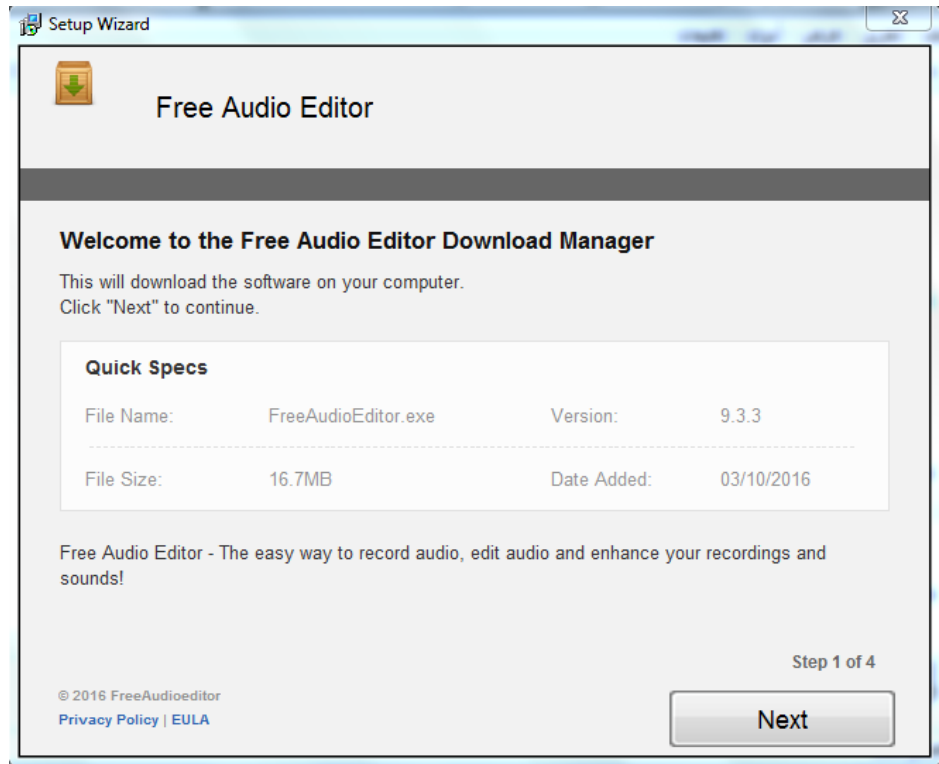 Setup Wizard
Free Audio Editor
Welcome to the Free Audio Editor Download Manager
This will download the software on your computer.
Click "Next" to continue.
Quick Specs
File Name: FreeAudioEditor.exe Version: 9.3.3
File Size: 16.7MB Date Added: 03/10/2016
Free Audio Editor - The easy way to record audio, edit audio and enhance your recordings and
sounds!
Step 1 of 4
© 2016 FreeAudioeditor
Privacy Policy | EULA
Next